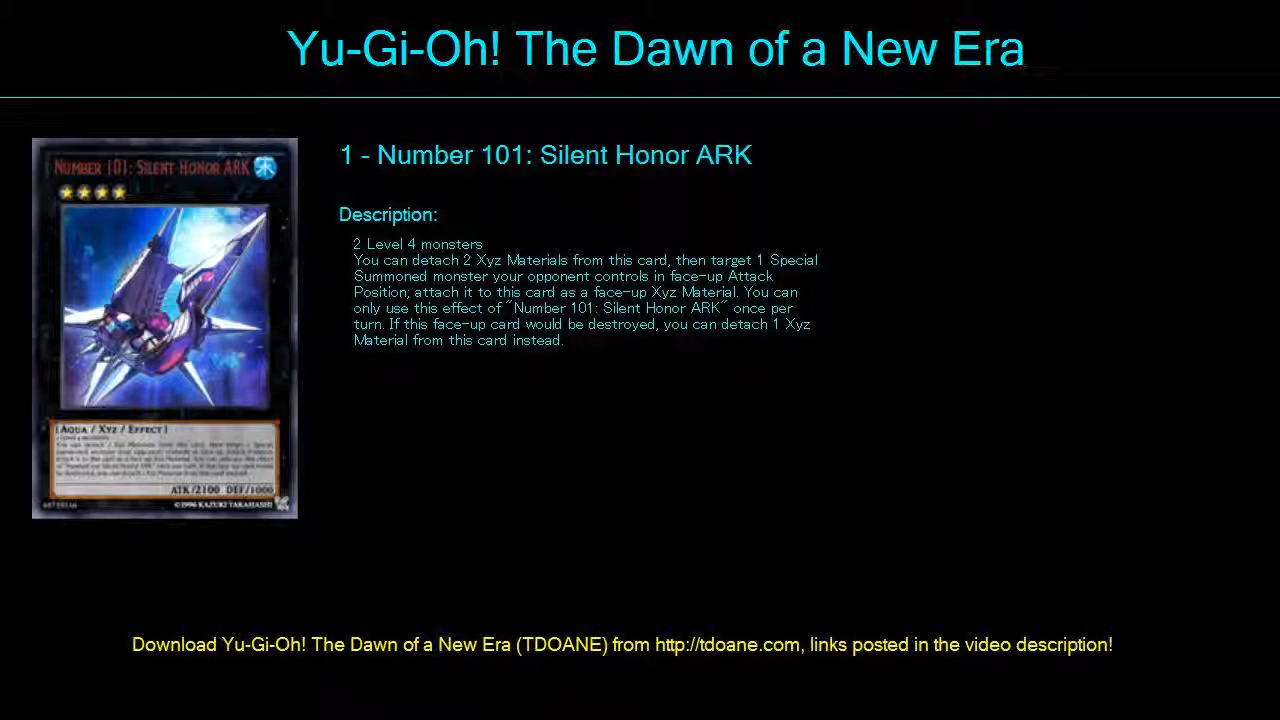 Yu-Gi-Oh! The Dawn of a New Era
NUMBER 101: SILENT HONOR ARK
1 - Number 101: Silent Honor ARK
Description:
2 Level 4 monsters
You can detach 2 Xyz Materials from this card, then target 1 Special
Summoned monster your opponent controls in face-up Attack
Position; attach it to this card as a face-up Xyz Material. You can
only use this effect of "Number 101: Silent Honor ARK" once per
turn. If this face-up card would be destroyed, you can detach 1 Xyz
Material from this card instead.
[AQUA / XYZ / EFFECT]
ATK/2100 DEF/1000
©1996 KAZUKI TAKAHASHI
Download Yu-Gi-Oh! The Dawn of a New Era (TDOANE) from http://tdoane.com, links posted in the video description!